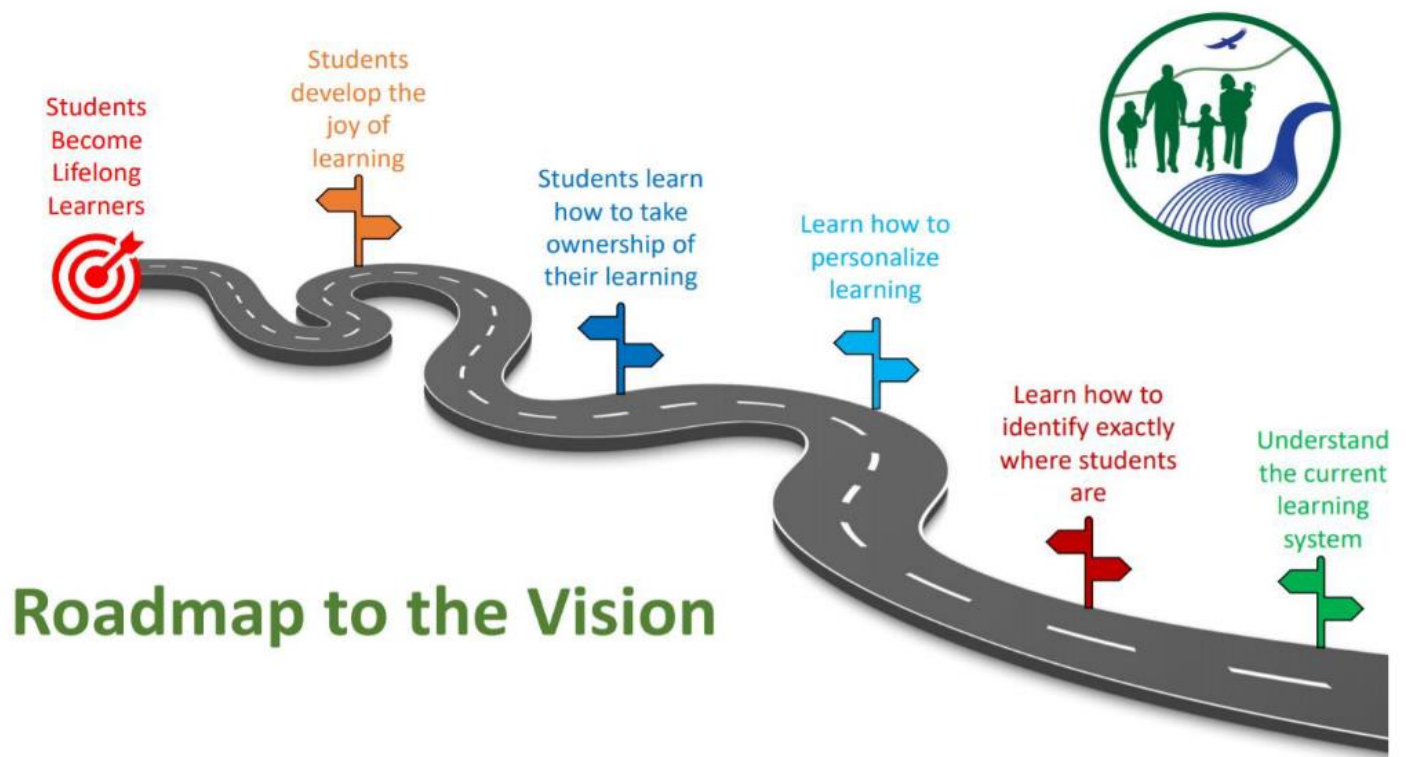 Students
Become
Lifelong
Learners
Students
develop the
joy of
learning
Students learn
how to take
ownership of
their learning
Learn how to
personalize
learning
Learn how to
identify exactly
where students
are
Understand
the current
learning
system
Roadmap to the Vision